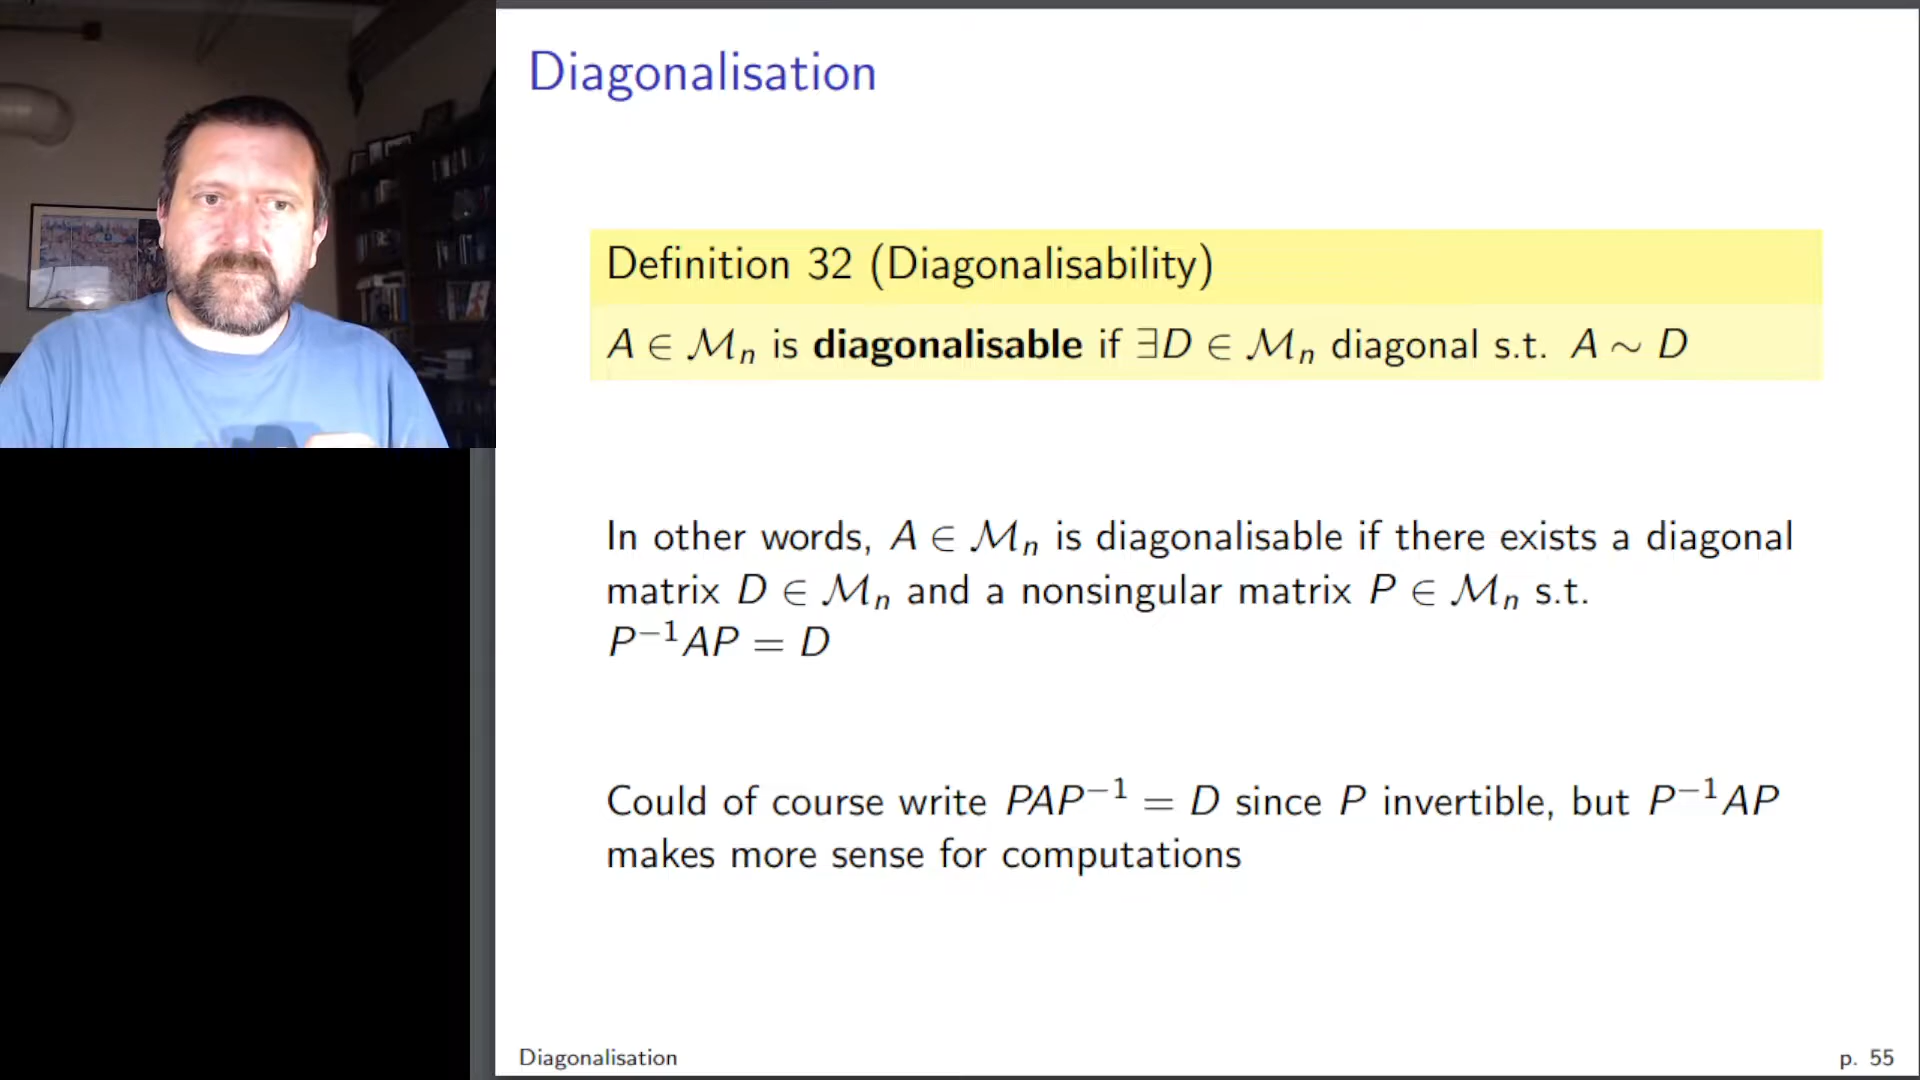 Diagonalisation
Definition 32 (Diagonalisability)
A ∈ ℳₙ is diagonalisable if ∃D ∈ ℳₙ diagonal s.t. A ∼ D
In other words, A ∈ ℳₙ is diagonalisable if there exists a diagonal
matrix D ∈ ℳₙ and a nonsingular matrix P ∈ ℳₙ s.t.
P⁻¹AP = D
Could of course write PAP⁻¹ = D since P invertible, but P⁻¹AP
makes more sense for computations
Diagonalisation
p. 55